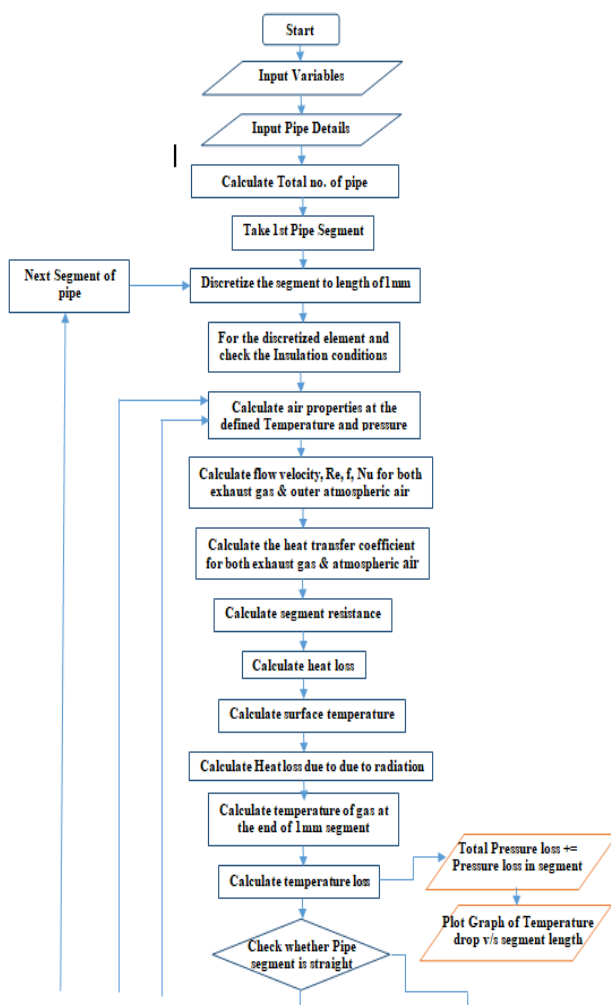 Start
Input Variables
Input Pipe Details
Calculate Total no. of pipe
Take 1st Pipe Segment
Next Segment of
pipe
Discretize the segment to length of 1mm
For the discretized element and
check the Insulation conditions
Calculate air properties at the
defined Temperature and pressure
Calculate flow velocity, Re, f, Nu for both
exhaust gas & outer atmospheric air
Calculate the heat transfer coefficient
for both exhaust gas & atmospheric air
Calculate segment resistance
Calculate heat loss
Calculate surface temperature
Calculate Heat loss due to due to radiation
Calculate temperature of gas at
the end of 1mm segment
Calculate temperature loss
Total Pressure loss +=
Pressure loss in segment
Plot Graph of Temperature
drop v/s segment length
Check whether Pipe
segment is straight